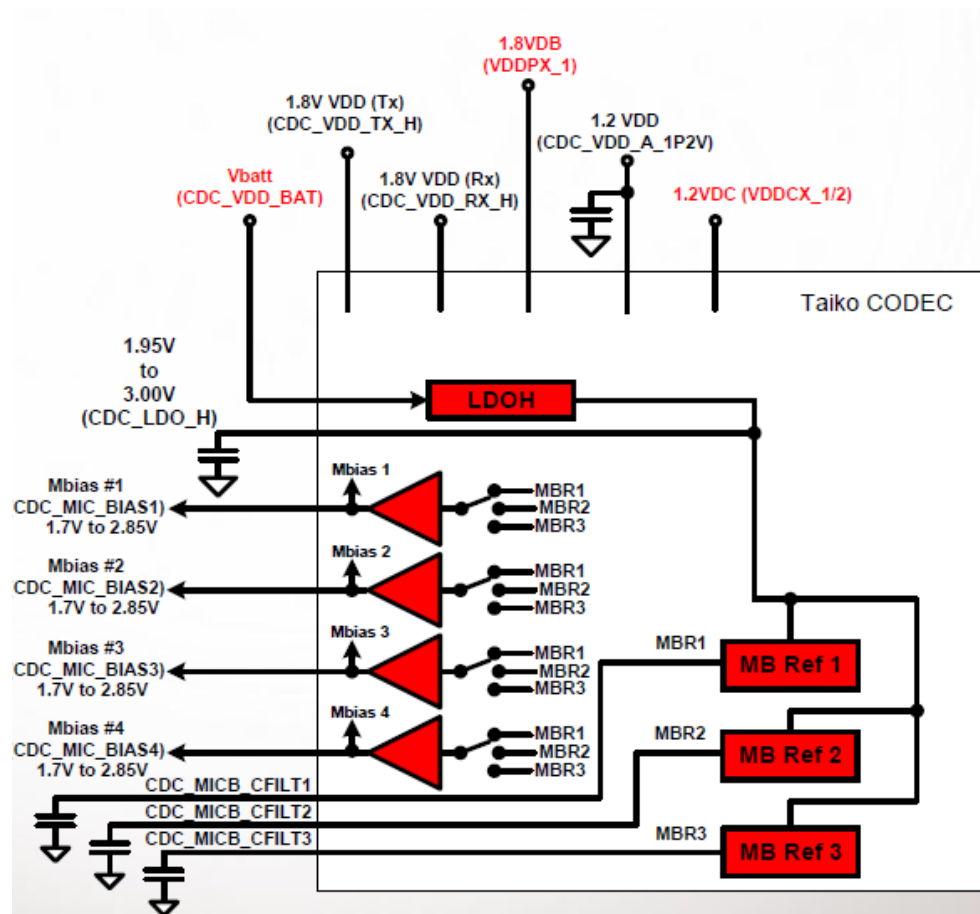 1.8VDB
(VDDPX_1)
1.8V VDD (Tx)
(CDC_VDD_TX_H)
1.2 VDD
(CDC_VDD_A_1P2V)
Vbatt
(CDC_VDD_BAT)
1.8V VDD (Rx)
(CDC_VDD_RX_H)
1.2VDC (VDDCX_1/2)
Taiko CODEC
1.95V
to
3.00V
(CDC_LDO_H)
LDOH
Mbias #1
CDC_MIC_BIAS1)
1.7V to 2.85V
Mbias 1
MBR1
MBR2
MBR3
Mbias #2
CDC_MIC_BIAS2)
1.7V to 2.85V
Mbias 2
MBR1
MBR2
MBR3
Mbias #3
CDC_MIC_BIAS3)
1.7V to 2.85V
Mbias 3
MBR1
MBR2
MBR3
Mbias #4
CDC_MIC_BIAS4)
1.7V to 2.85V
Mbias 4
MBR1
MBR2
MBR3
MBR1
MB Ref 1
MBR2
MB Ref 2
MBR3
MB Ref 3
CDC_MICB_CFILT1
CDC_MICB_CFILT2
CDC_MICB_CFILT3